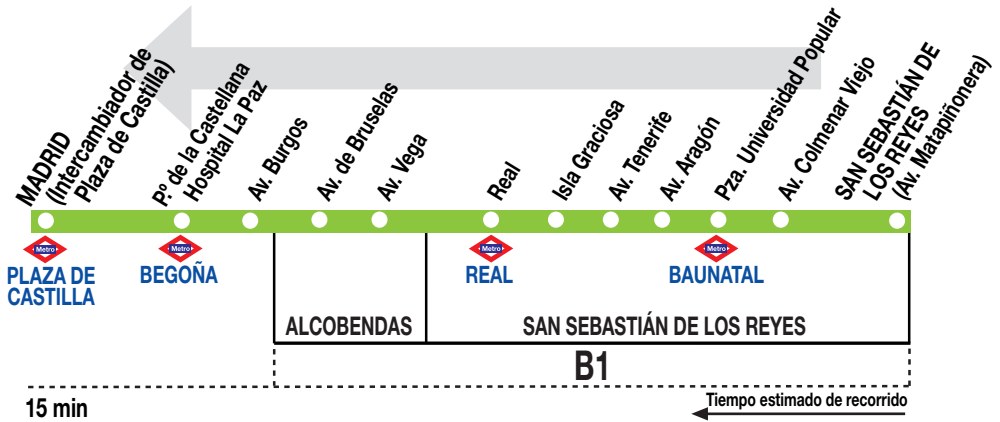 MADRID
(Intercambiador de
Plaza de Castilla)
Pº de la Castellana
Hospital La Paz
Av. Burgos
Av. de Bruselas
Av. Vega
Real
Isla Graciosa
Av. Tenerife
Av. Aragón
Pza. Universidad Popular
Av. Colmenar Viejo
SAN SEBASTIÁN DE
LOS REYES
(Av. Matapiñonera)
Metro
PLAZA DE
CASTILLA
Metro
BEGOÑA
Metro
REAL
Metro
BAUNATAL
ALCOBENDAS
SAN SEBASTIÁN DE LOS REYES
B1
15 min
Tiempo estimado de recorrido